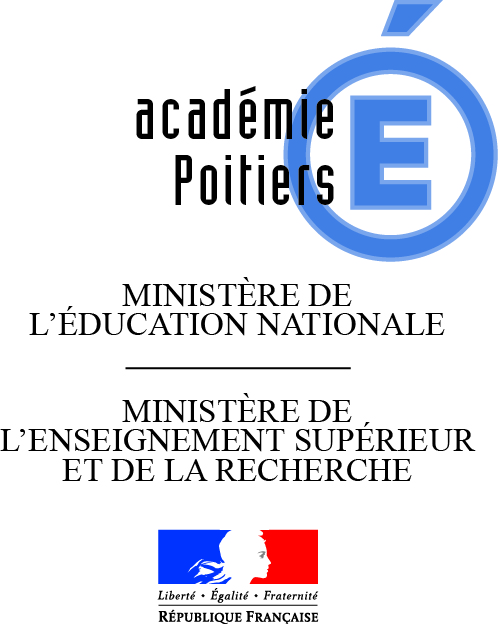 académie
Poitiers
É
MINISTÈRE DE
L’ÉDUCATION NATIONALE
MINISTÈRE DE
L’ENSEIGNEMENT SUPÉRIEUR
ET DE LA RECHERCHE
Liberté • Égalité • Fraternité
RÉPUBLIQUE FRANÇAISE